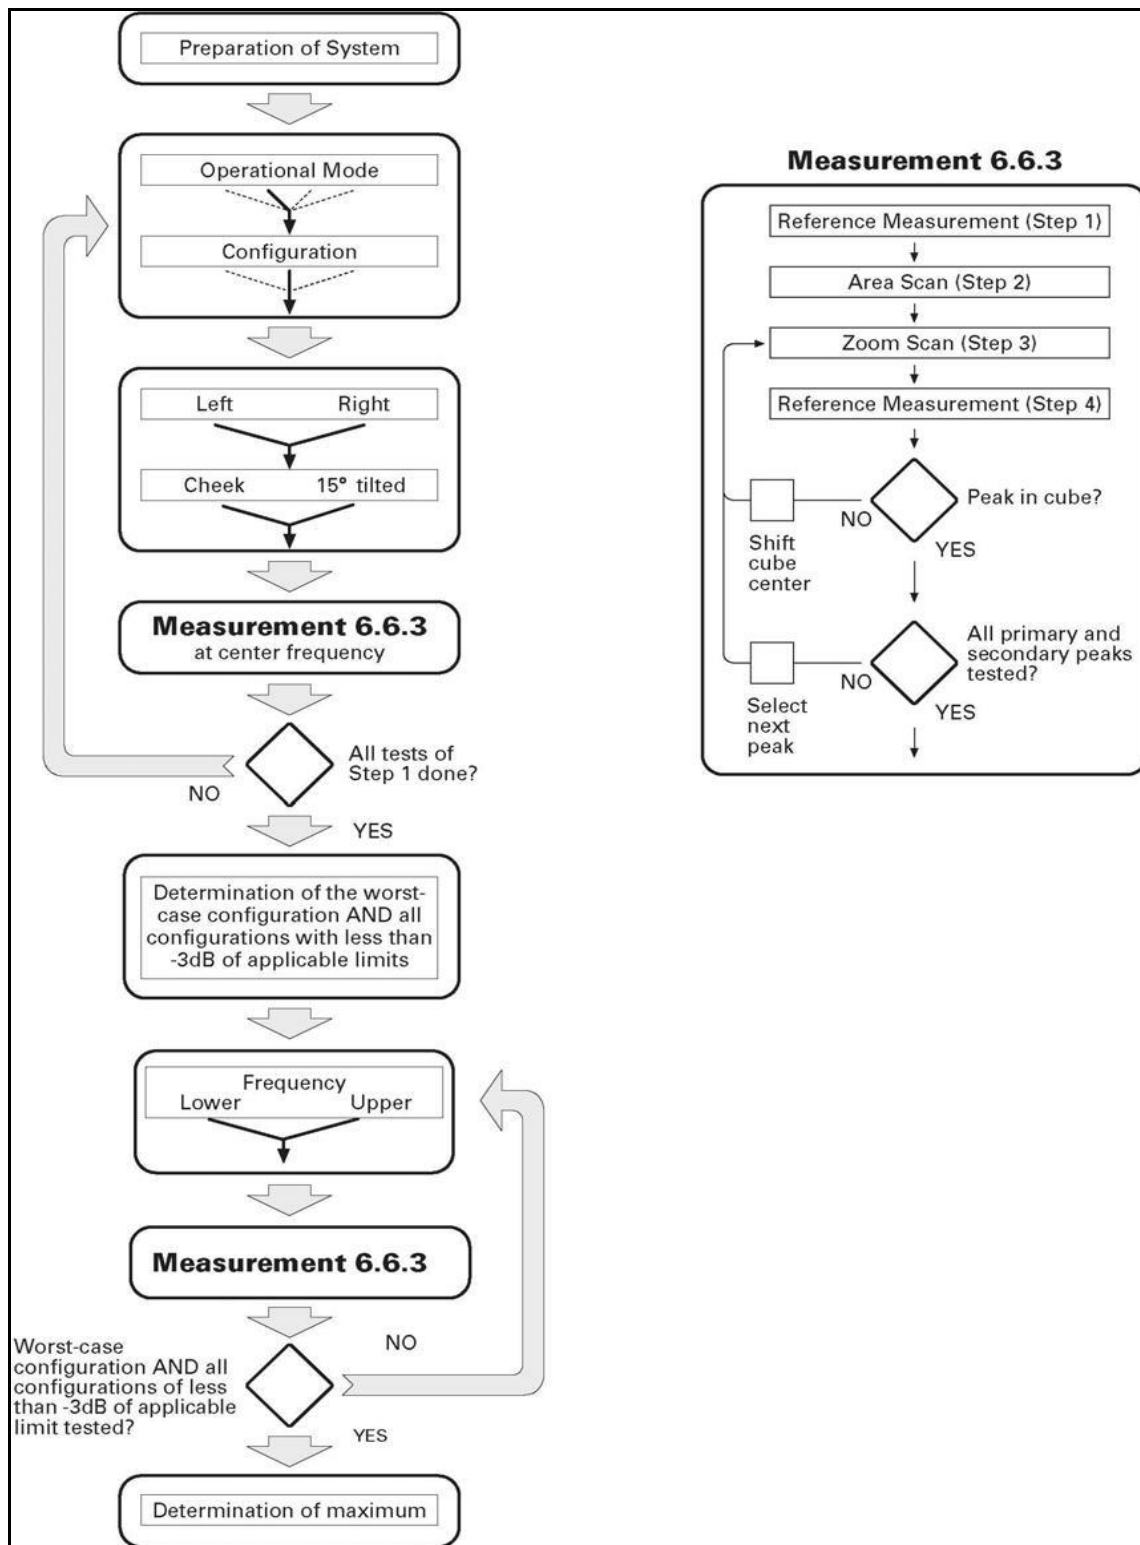 Preparation of System
Operational Mode
Configuration
Left Right
Cheek 15° tilted
Measurement 6.6.3
at center frequency
All tests of
Step 1 done?
NO
YES
Determination of the worst-
case configuration AND all
configurations with less than
-3dB of applicable limits
Frequency
Lower Upper
Measurement 6.6.3
NO
Worst-case
configuration AND all
configurations of less
than -3dB of applicable
limit tested?
YES
Determination of maximum
Measurement 6.6.3
Reference Measurement (Step 1)
Area Scan (Step 2)
Zoom Scan (Step 3)
Reference Measurement (Step 4)
Peak in cube?
NO
YES
Shift
cube
center
All primary and
secondary peaks
tested?
NO
YES
Select
next
peak